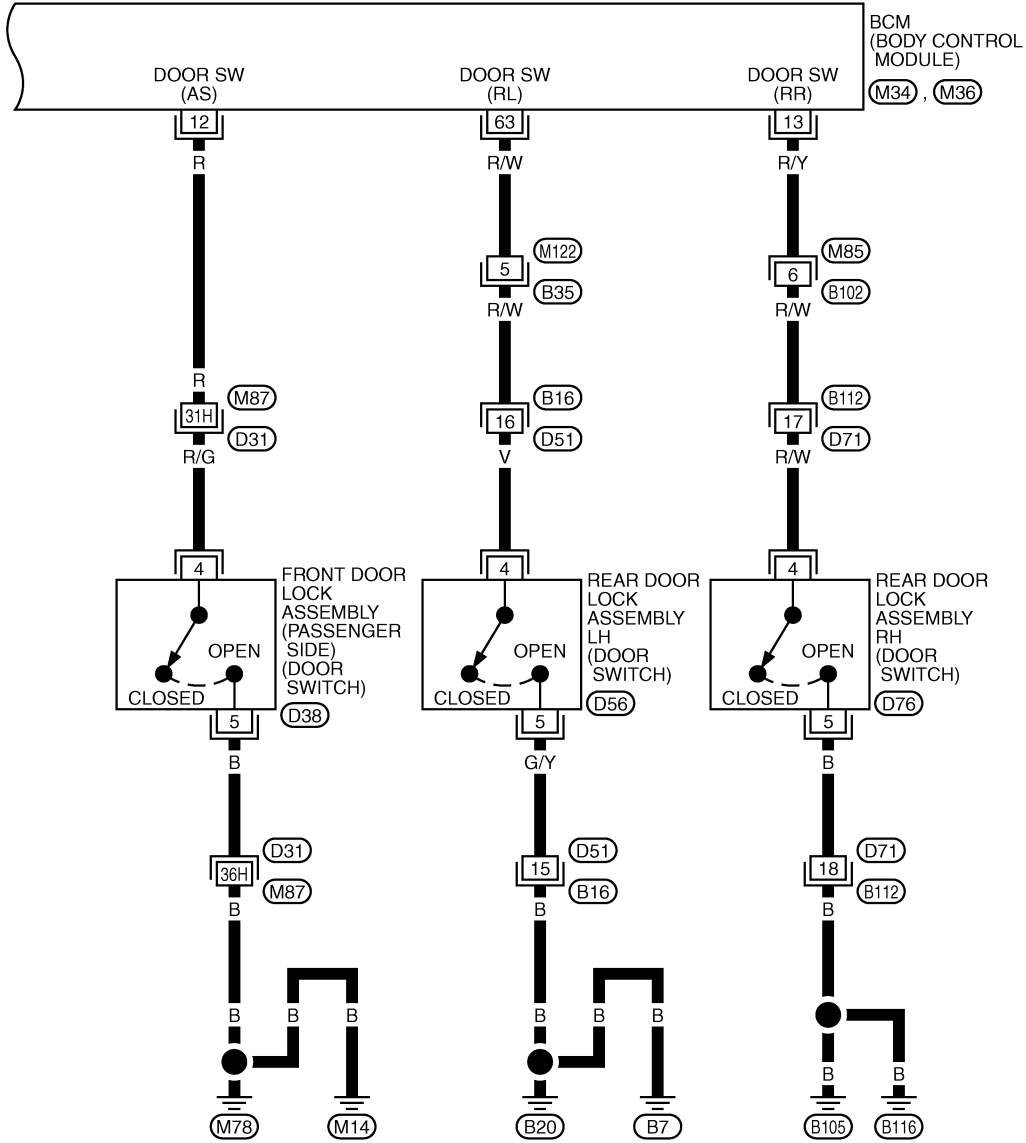 BCM
(BODY CONTROL
MODULE)
M34 , M36
DOOR SW
(AS)
DOOR SW
(RL)
DOOR SW
(RR)
12
63
13
R
R/W
R/Y
M122
M85
5
6
B35
B102
R/W
R/W
R
M87
B16
B112
31H
16
17
D31
D51
D71
R/G
V
R/W
4
4
4
FRONT DOOR
LOCK
ASSEMBLY
(PASSENGER
SIDE)
(DOOR
SWITCH)
D38
OPEN
CLOSED
REAR DOOR
LOCK
ASSEMBLY
LH
(DOOR
SWITCH)
D56
OPEN
CLOSED
REAR DOOR
LOCK
ASSEMBLY
RH
(DOOR
SWITCH)
D76
OPEN
CLOSED
5
5
5
B
G/Y
B
D31
D51
D71
36H
15
18
M87
B16
B112
B
B
B
B
B
B
B
B
B
B
B
M78
M14
B20
B7
B105
B116